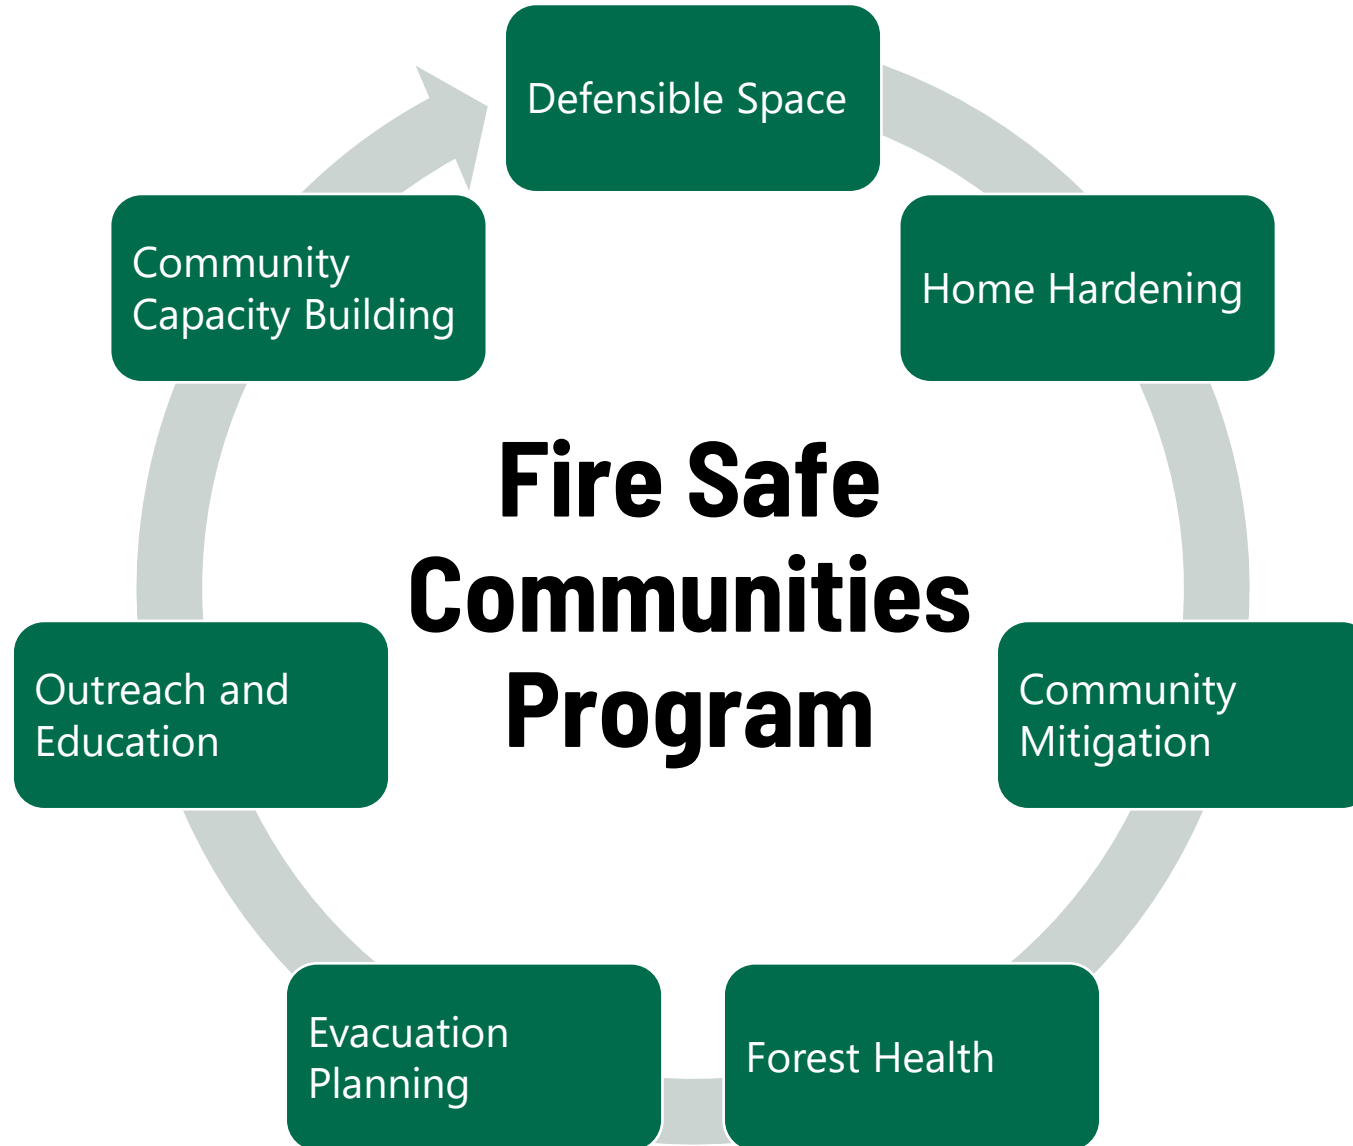 Defensible Space
Home Hardening
Community
Mitigation
Forest Health
Evacuation
Planning
Outreach and
Education
Community
Capacity Building
Fire Safe
Communities
Program